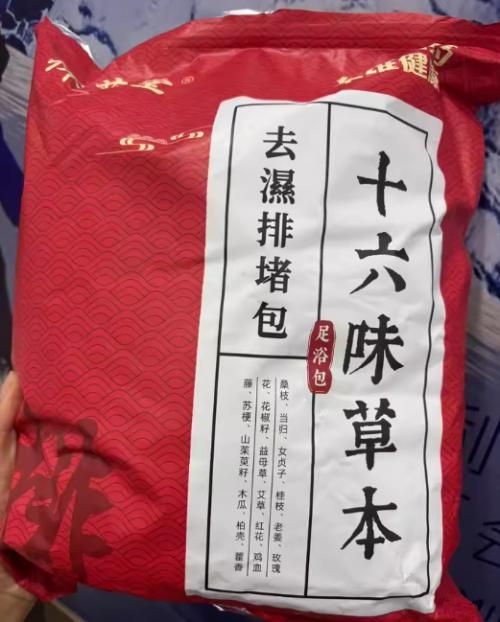 十六味草本
足浴包
去濕排堵包
桑枝、当归、女贞子、桂枝、老姜、玫瑰
花、花椒籽、益母草、艾草、红花、鸡血
藤、苏梗、山茱萸籽、木瓜、柏壳、藿香